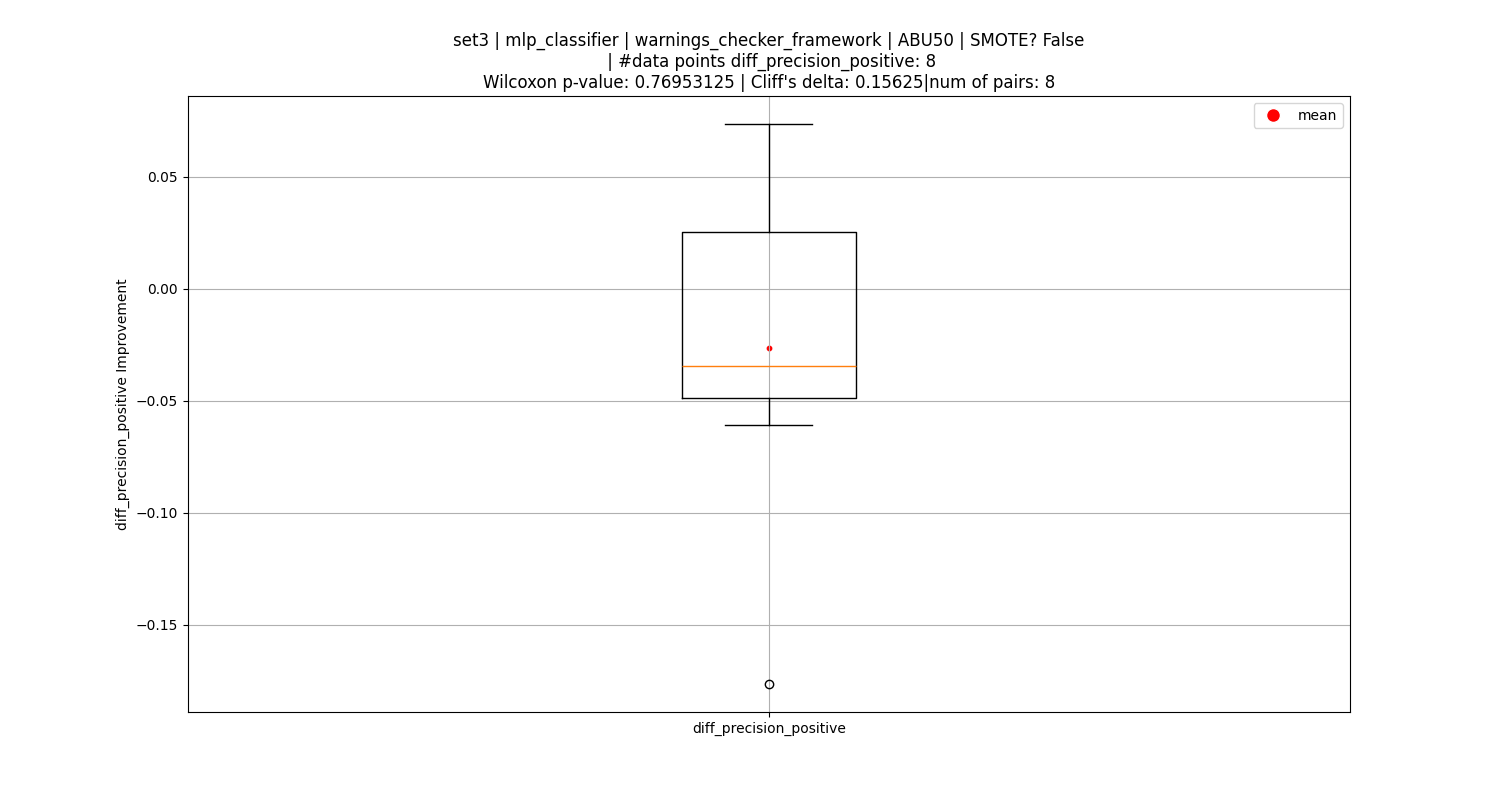 set3 | mlp_classifier | warnings_checker_framework | ABU50 | SMOTE? False
| #data points diff_precision_positive: 8
Wilcoxon p-value: 0.76953125 | Cliff's delta: 0.15625|num of pairs: 8
mean
0.05
0.00
−0.05
−0.10
−0.15
diff_precision_positive Improvement
diff_precision_positive